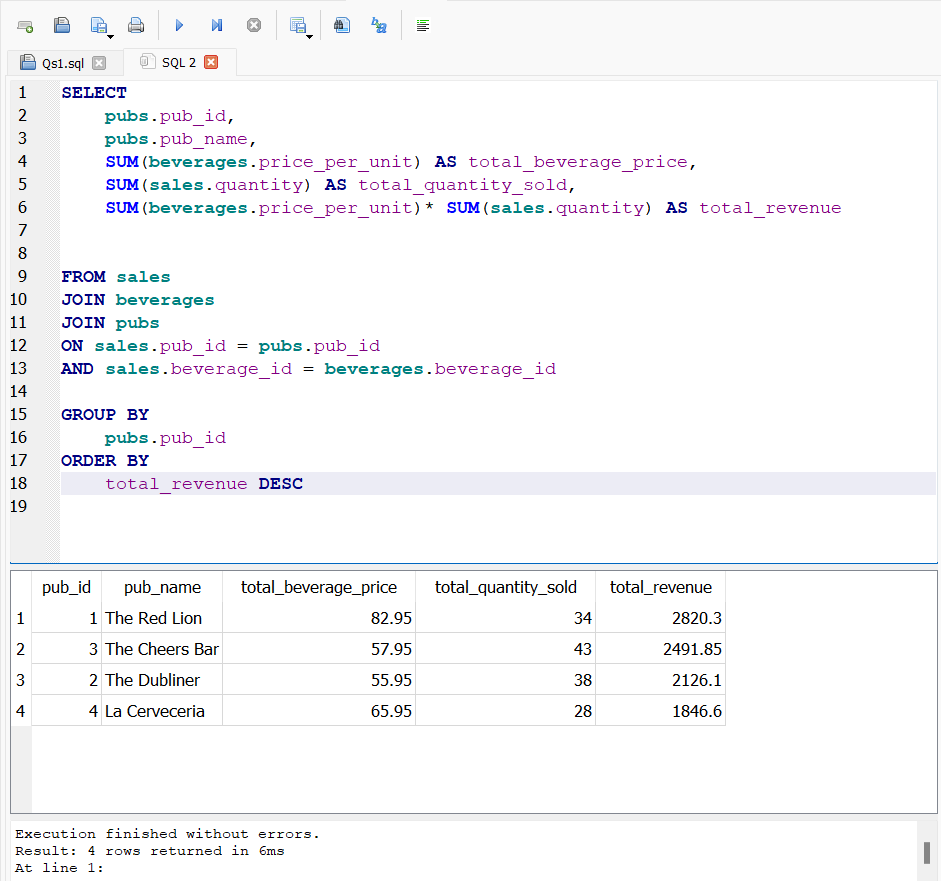 Qs1.sql SQL 2
1 SELECT
2 pubs.pub_id,
3 pubs.pub_name,
4 SUM(beverages.price_per_unit) AS total_beverage_price,
5 SUM(sales.quantity) AS total_quantity_sold,
6 SUM(beverages.price_per_unit)* SUM(sales.quantity) AS total_revenue
7
8
9 FROM sales
10 JOIN beverages
11 JOIN pubs
12 ON sales.pub_id = pubs.pub_id
13 AND sales.beverage_id = beverages.beverage_id
14
15 GROUP BY
16 pubs.pub_id
17 ORDER BY
18 total_revenue DESC
19
pub_id pub_name total_beverage_price total_quantity_sold total_revenue
1 1 The Red Lion 82.95 34 2820.3
2 3 The Cheers Bar 57.95 43 2491.85
3 2 The Dubliner 55.95 38 2126.1
4 4 La Cerveceria 65.95 28 1846.6
Execution finished without errors.
Result: 4 rows returned in 6ms
At line 1: